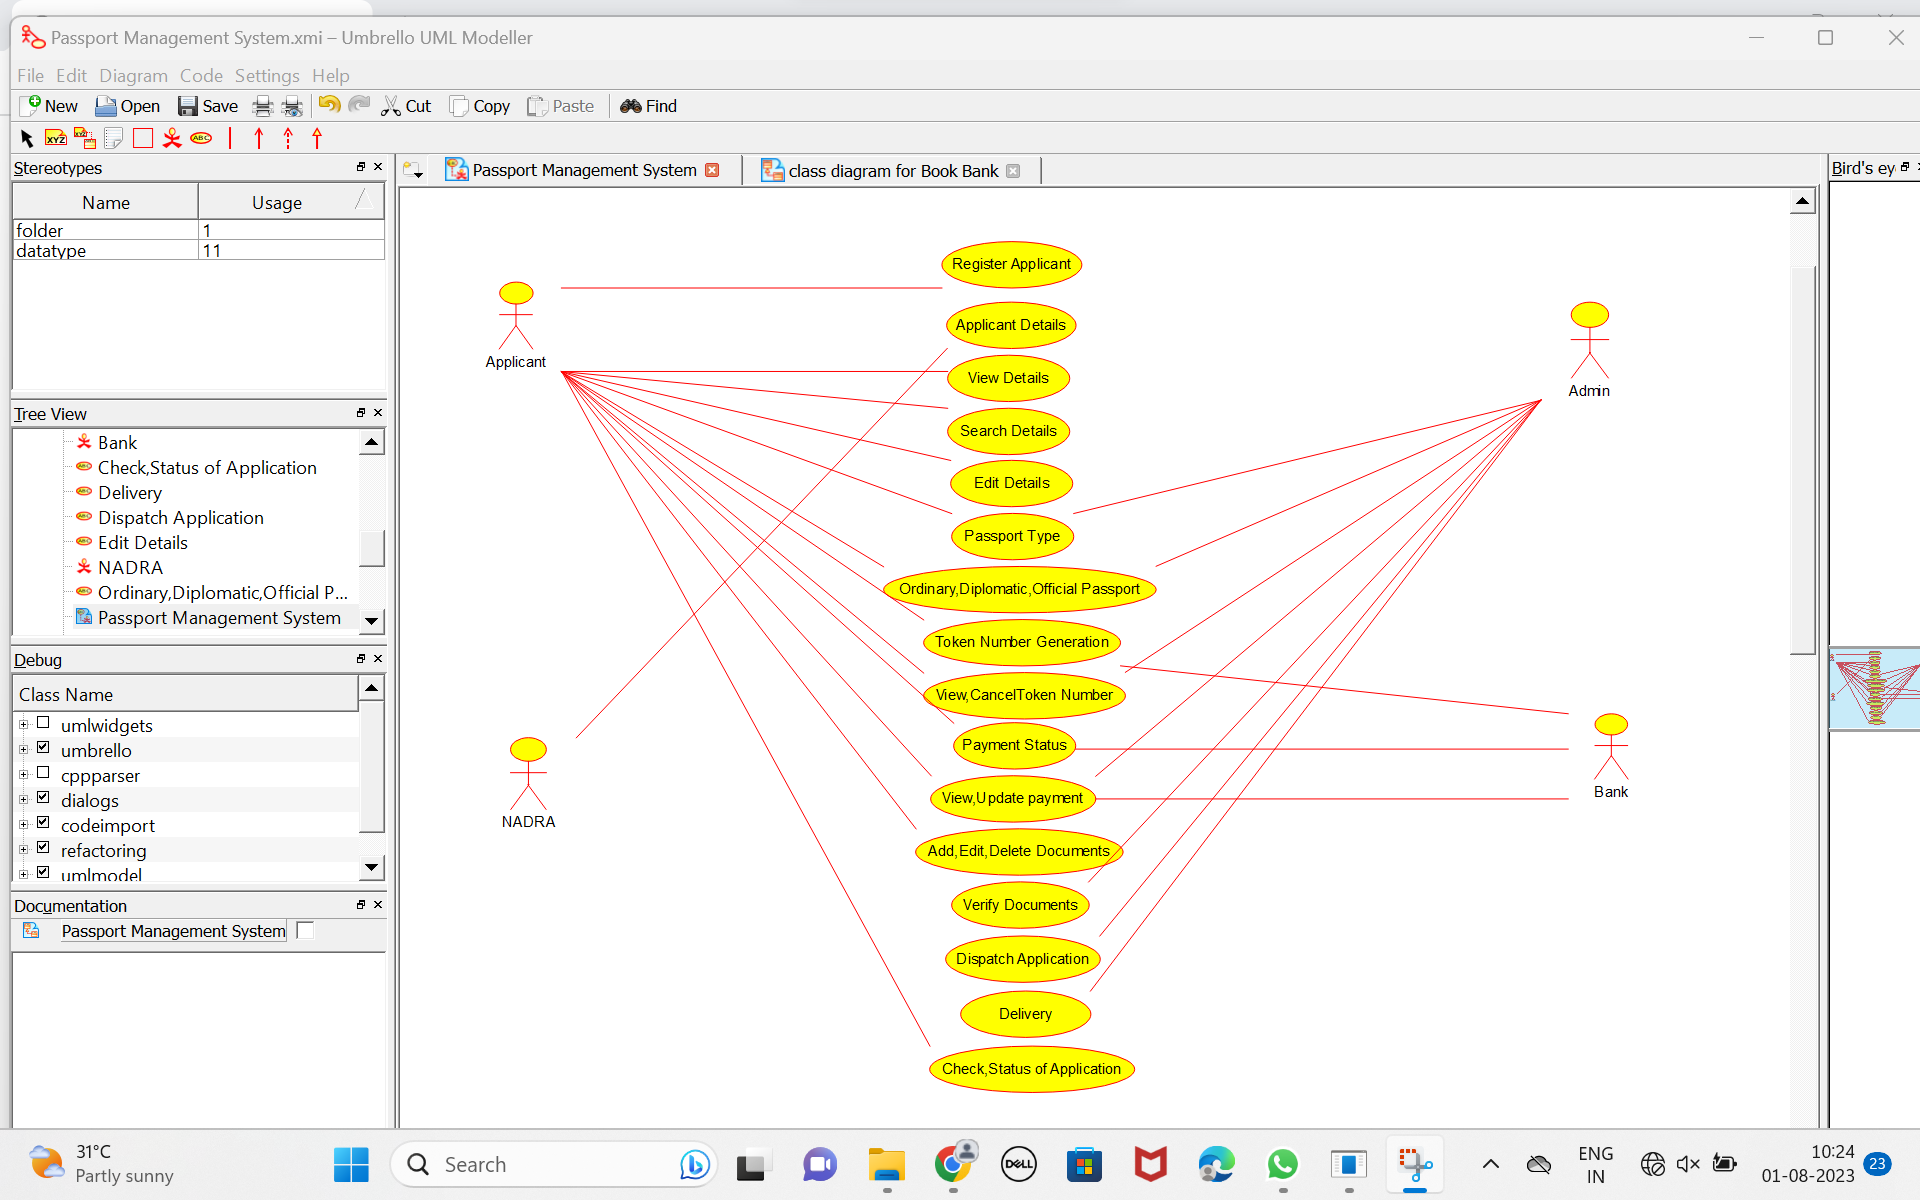 Passport Management System.xmi – Umbrello UML Modeller
File Edit Diagram Code Settings Help
New Open Save Cut Copy Paste Find
XYZ XYZ ABC
Stereotypes
Name Usage
folder 1
datatype 11
Tree View
Bank
Check,Status of Application
Delivery
Dispatch Application
Edit Details
NADRA
Ordinary,Diplomatic,Official P...
Passport Management System
Debug
Class Name
umlwidgets
umbrello
cppparser
dialogs
codeimport
refactoring
umlmodel
Documentation
Passport Management System
Passport Management System
class diagram for Book Bank
Bird's ey
Register Applicant
Applicant Details
View Details
Search Details
Edit Details
Passport Type
Ordinary,Diplomatic,Official Passport
Token Number Generation
View,CancelToken Number
Payment Status
View,Update payment
Add,Edit,Delete Documents
Verify Documents
Dispatch Application
Delivery
Check,Status of Application
Applicant
NADRA
Admin
Bank
31°C
Partly sunny
Search
DELL
ENG
IN
10:24
01-08-2023
23